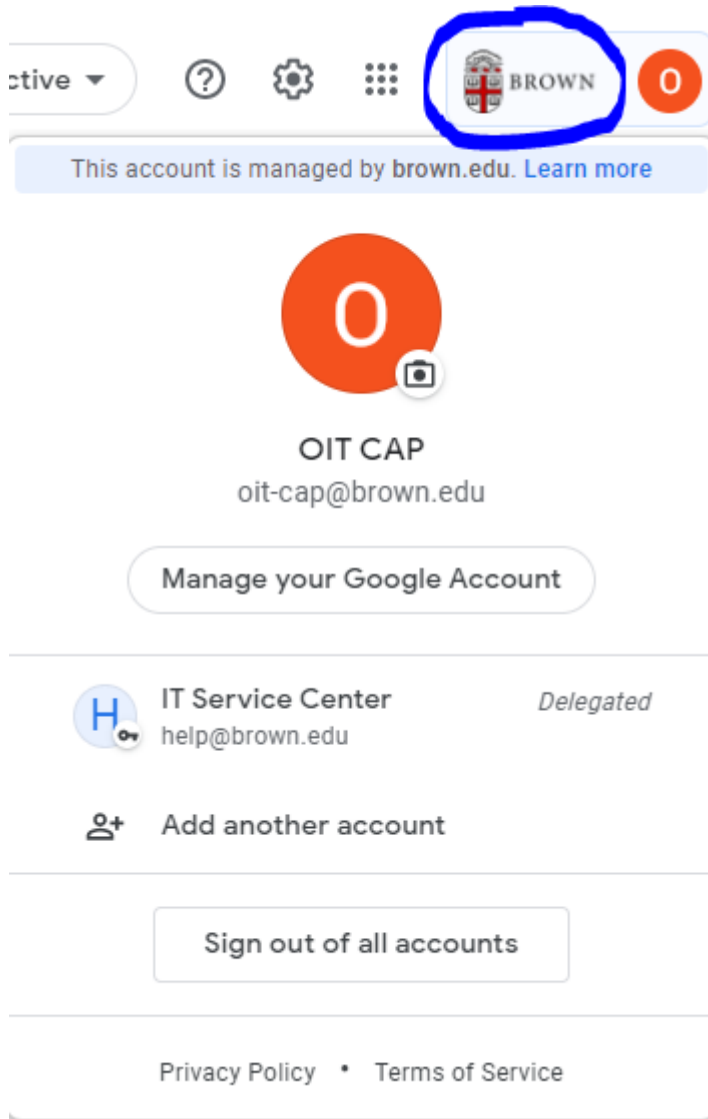 ctive
BROWN
O
This account is managed by brown.edu. Learn more
O
OIT CAP
oit-cap@brown.edu
Manage your Google Account
H
IT Service Center
Delegated
help@brown.edu
Add another account
Sign out of all accounts
Privacy Policy • Terms of Service